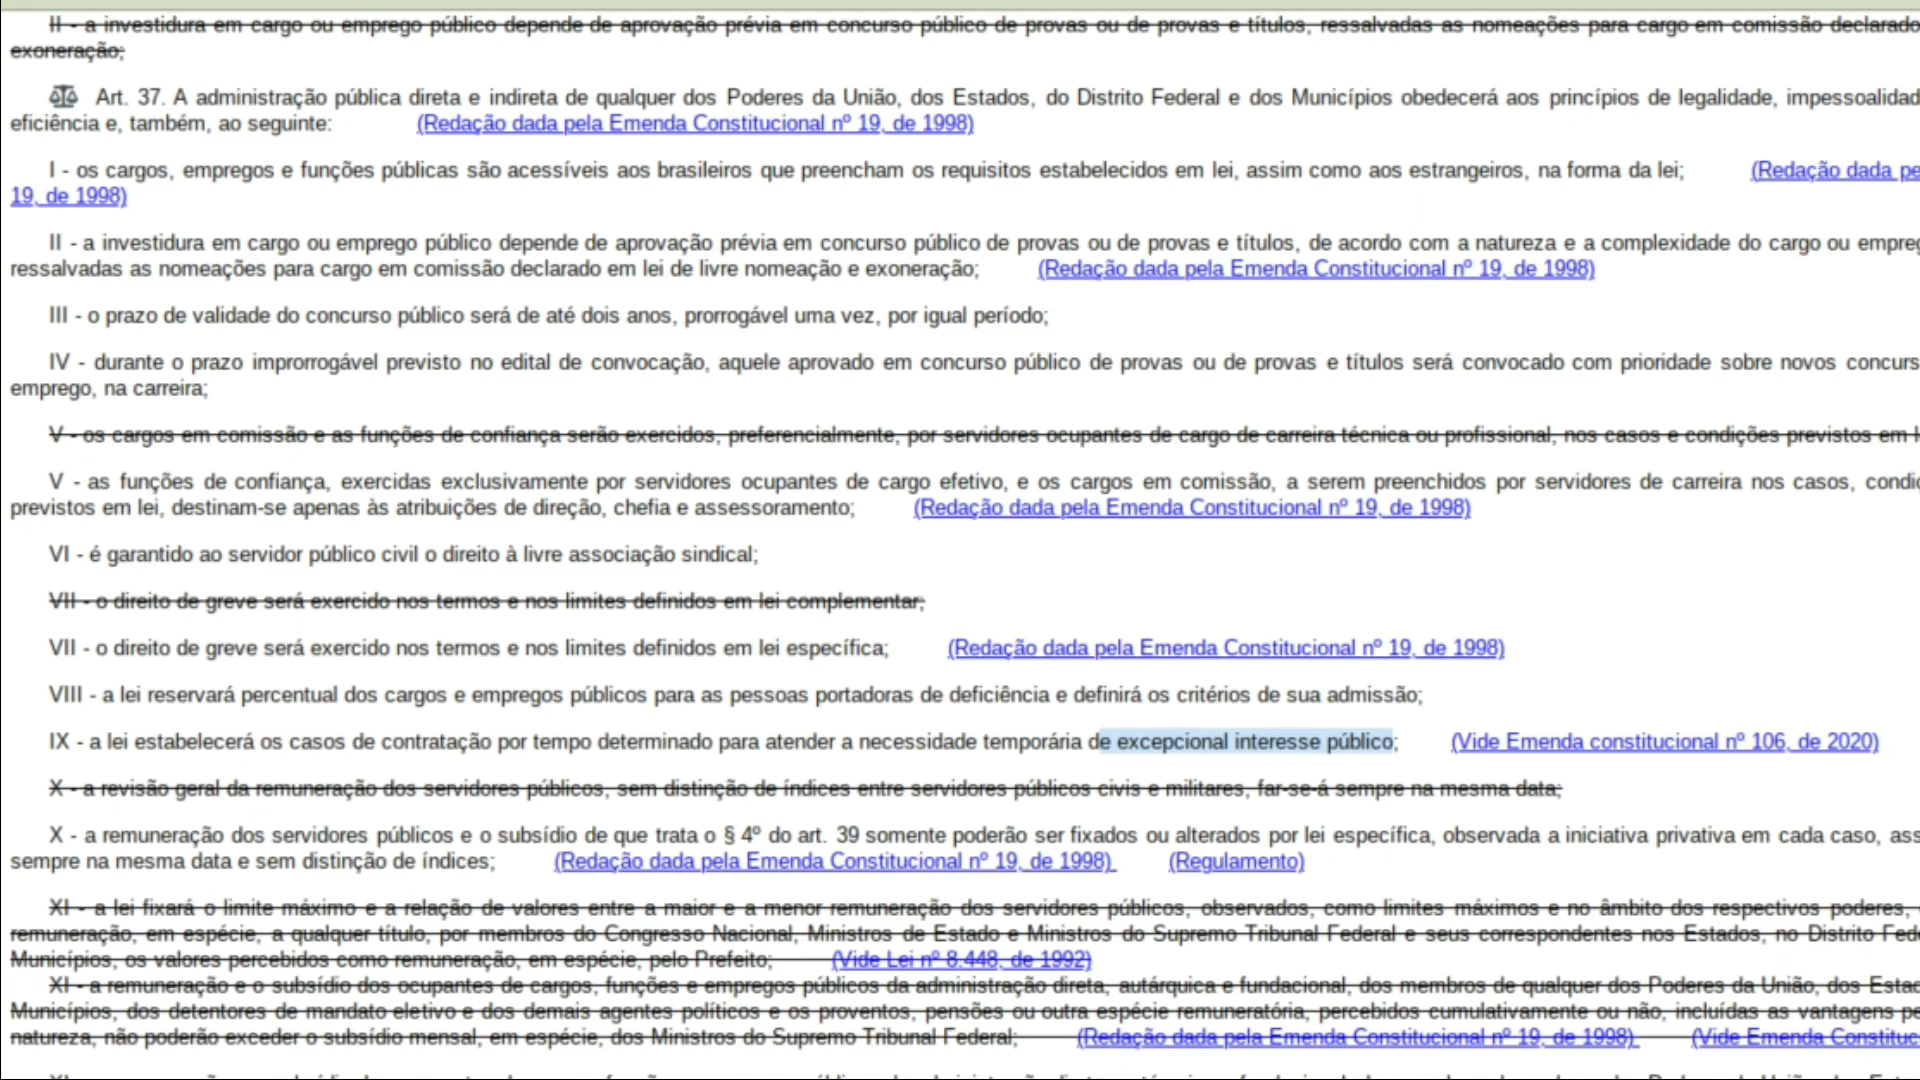 II - a investidura em cargo ou emprego público depende de aprovação prévia em concurso público de provas ou de provas e títulos, ressalvadas as nomeações para cargo em comissão declarado
exoneração;
Art. 37. A administração pública direta e indireta de qualquer dos Poderes da União, dos Estados, do Distrito Federal e dos Municípios obedecerá aos princípios de legalidade, impessoalidad
eficiência e, também, ao seguinte: (Redação dada pela Emenda Constitucional nº 19, de 1998)
I - os cargos, empregos e funções públicas são acessíveis aos brasileiros que preencham os requisitos estabelecidos em lei, assim como aos estrangeiros, na forma da lei; (Redação dada pe
19, de 1998)
II - a investidura em cargo ou emprego público depende de aprovação prévia em concurso público de provas ou de provas e títulos, de acordo com a natureza e a complexidade do cargo ou empreg
ressalvadas as nomeações para cargo em comissão declarado em lei de livre nomeação e exoneração; (Redação dada pela Emenda Constitucional nº 19, de 1998)
III - o prazo de validade do concurso público será de até dois anos, prorrogável uma vez, por igual período;
IV - durante o prazo improrrogável previsto no edital de convocação, aquele aprovado em concurso público de provas ou de provas e títulos será convocado com prioridade sobre novos concurs
emprego, na carreira;
V - os cargos em comissão e as funções de confiança serão exercidos, preferencialmente, por servidores ocupantes de cargo de carreira técnica ou profissional, nos casos e condições previstos em l
V - as funções de confiança, exercidas exclusivamente por servidores ocupantes de cargo efetivo, e os cargos em comissão, a serem preenchidos por servidores de carreira nos casos, condiç
previstos em lei, destinam-se apenas às atribuições de direção, chefia e assessoramento; (Redação dada pela Emenda Constitucional nº 19, de 1998)
VI - é garantido ao servidor público civil o direito à livre associação sindical;
VII - o direito de greve será exercido nos termos e nos limites definidos em lei complementar;
VII - o direito de greve será exercido nos termos e nos limites definidos em lei específica; (Redação dada pela Emenda Constitucional nº 19, de 1998)
VIII - a lei reservará percentual dos cargos e empregos públicos para as pessoas portadoras de deficiência e definirá os critérios de sua admissão;
IX - a lei estabelecerá os casos de contratação por tempo determinado para atender a necessidade temporária de excepcional interesse público; (Vide Emenda constitucional nº 106, de 2020)
X - a revisão geral da remuneração dos servidores públicos, sem distinção de índices entre servidores públicos civis e militares, far-se-á sempre na mesma data;
X - a remuneração dos servidores públicos e o subsídio de que trata o § 4º do art. 39 somente poderão ser fixados ou alterados por lei específica, observada a iniciativa privativa em cada caso, ass
sempre na mesma data e sem distinção de índices; (Redação dada pela Emenda Constitucional nº 19, de 1998) (Regulamento)
XI - a lei fixará o limite máximo e a relação de valores entre a maior e a menor remuneração dos servidores públicos, observados, como limites máximos e no âmbito dos respectivos poderes,
remuneração, em espécie, a qualquer título, por membros do Congresso Nacional, Ministros de Estado e Ministros do Supremo Tribunal Federal e seus correspondentes nos Estados, no Distrito Fede
Municípios, os valores percebidos como remuneração, em espécie, pelo Prefeito; (Vide Lei nº 8.448, de 1992)
XI - a remuneração e o subsídio dos ocupantes de cargos, funções e empregos públicos da administração direta, autárquica e fundacional, dos membros de qualquer dos Poderes da União, dos Estad
Municípios, dos detentores de mandato eletivo e dos demais agentes políticos e os proventos, pensões ou outra espécie remuneratória, percebidos cumulativamente ou não, incluídas as vantagens pe
natureza, não poderão exceder o subsídio mensal, em espécie, dos Ministros do Supremo Tribunal Federal; (Redação dada pela Emenda Constitucional nº 19, de 1998) (Vide Emenda Constituc